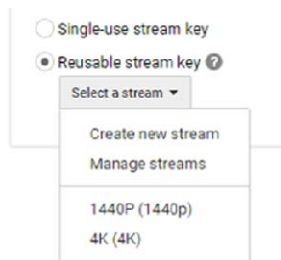 Single-use stream key
Reusable stream key ?
Select a stream
Create new stream
Manage streams
1440P (1440p)
4K (4K)